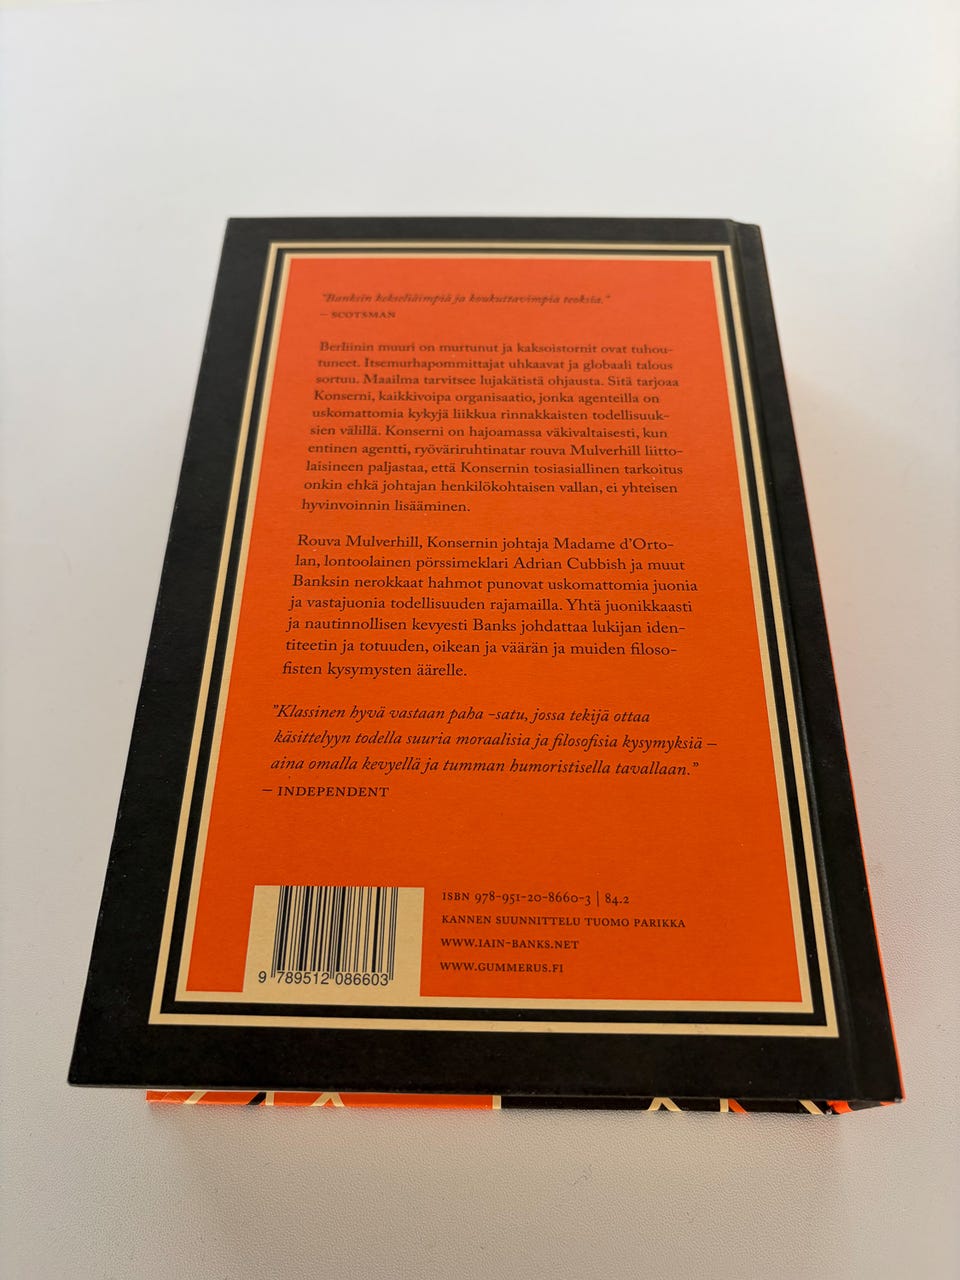 "Banksin kekseliäimpiä ja koukuttavimpia teoksia."
– SCOTSMAN
Berliinin muuri on murtunut ja kaksoistornit ovat tuhou-
tuneet. Itsemurhapommittajat uhkaavat ja globaali talous
sortuu. Maailma tarvitsee lujakätistä ohjausta. Sitä tarjoaa
Konserni, kaikkivoipa organisaatio, jonka agenteilla on
uskomattomia kykyjä liikkua rinnakkaisten todellisuuk-
sien välillä. Konserni on hajoamassa väkivaltaisesti, kun
entinen agentti, ryöväriruhtinatar rouva Mulverhill liitto-
laisineen paljastaa, että Konsernin tosiasiallinen tarkoitus
onkin ehkä johtajan henkilökohtaisen vallan, ei yhteisen
hyvinvoinnin lisääminen.
Rouva Mulverhill, Konsernin johtaja Madame d'Orto-
lan, lontoolainen pörssimeklari Adrian Cubbish ja muut
Banksin nerokkaat hahmot punovat uskomattomia juonia
ja vastajuonia todellisuuden rajamailla. Yhtä juonikkaasti
ja nautinnollisen kevyesti Banks johdattaa lukijan iden-
titeetin ja totuuden, oikean ja väärän ja muiden filoso-
fisten kysymysten äärelle.
"Klassinen hyvä vastaan paha -satu, jossa tekijä ottaa
käsittelyyn todella suuria moraalisia ja filosofisia kysymyksiä –
aina omalla kevyellä ja tumman humoristisella tavallaan."
– INDEPENDENT
ISBN 978-951-20-8660-3 | 84.2
KANNEN SUUNNITTELU TUOMO PARIKKA
WWW.IAIN-BANKS.NET
WWW.GUMMERUS.FI
9 789512 086603